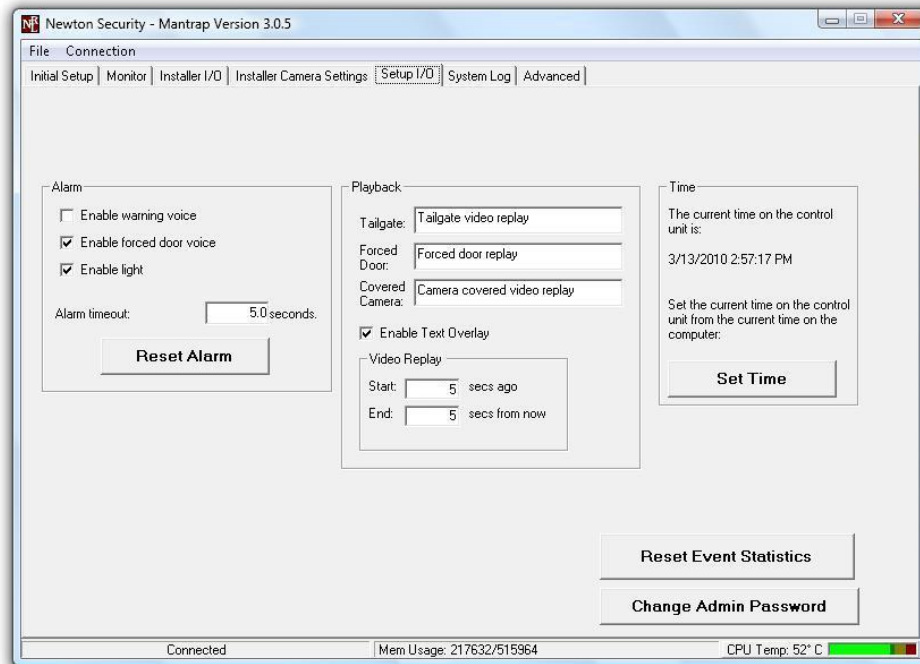 Newton Security - Mantrap Version 3.0.5
File Connection
Initial Setup Monitor Installer I/O Installer Camera Settings Setup I/O System Log Advanced
Alarm
Enable warning voice
Enable forced door voice
Enable light
Alarm timeout: 5.0 seconds.
Reset Alarm
Playback
Tailgate: Tailgate video replay
Forced
Door: Forced door replay
Covered
Camera: Camera covered video replay
Enable Text Overlay
Video Replay
Start: 5 secs ago
End: 5 secs from now
Time
The current time on the control
unit is:
3/13/2010 2:57:17 PM
Set the current time on the control
unit from the current time on the
computer:
Set Time
Reset Event Statistics
Change Admin Password
Connected Mem Usage: 217632/515964 CPU Temp: 52° C